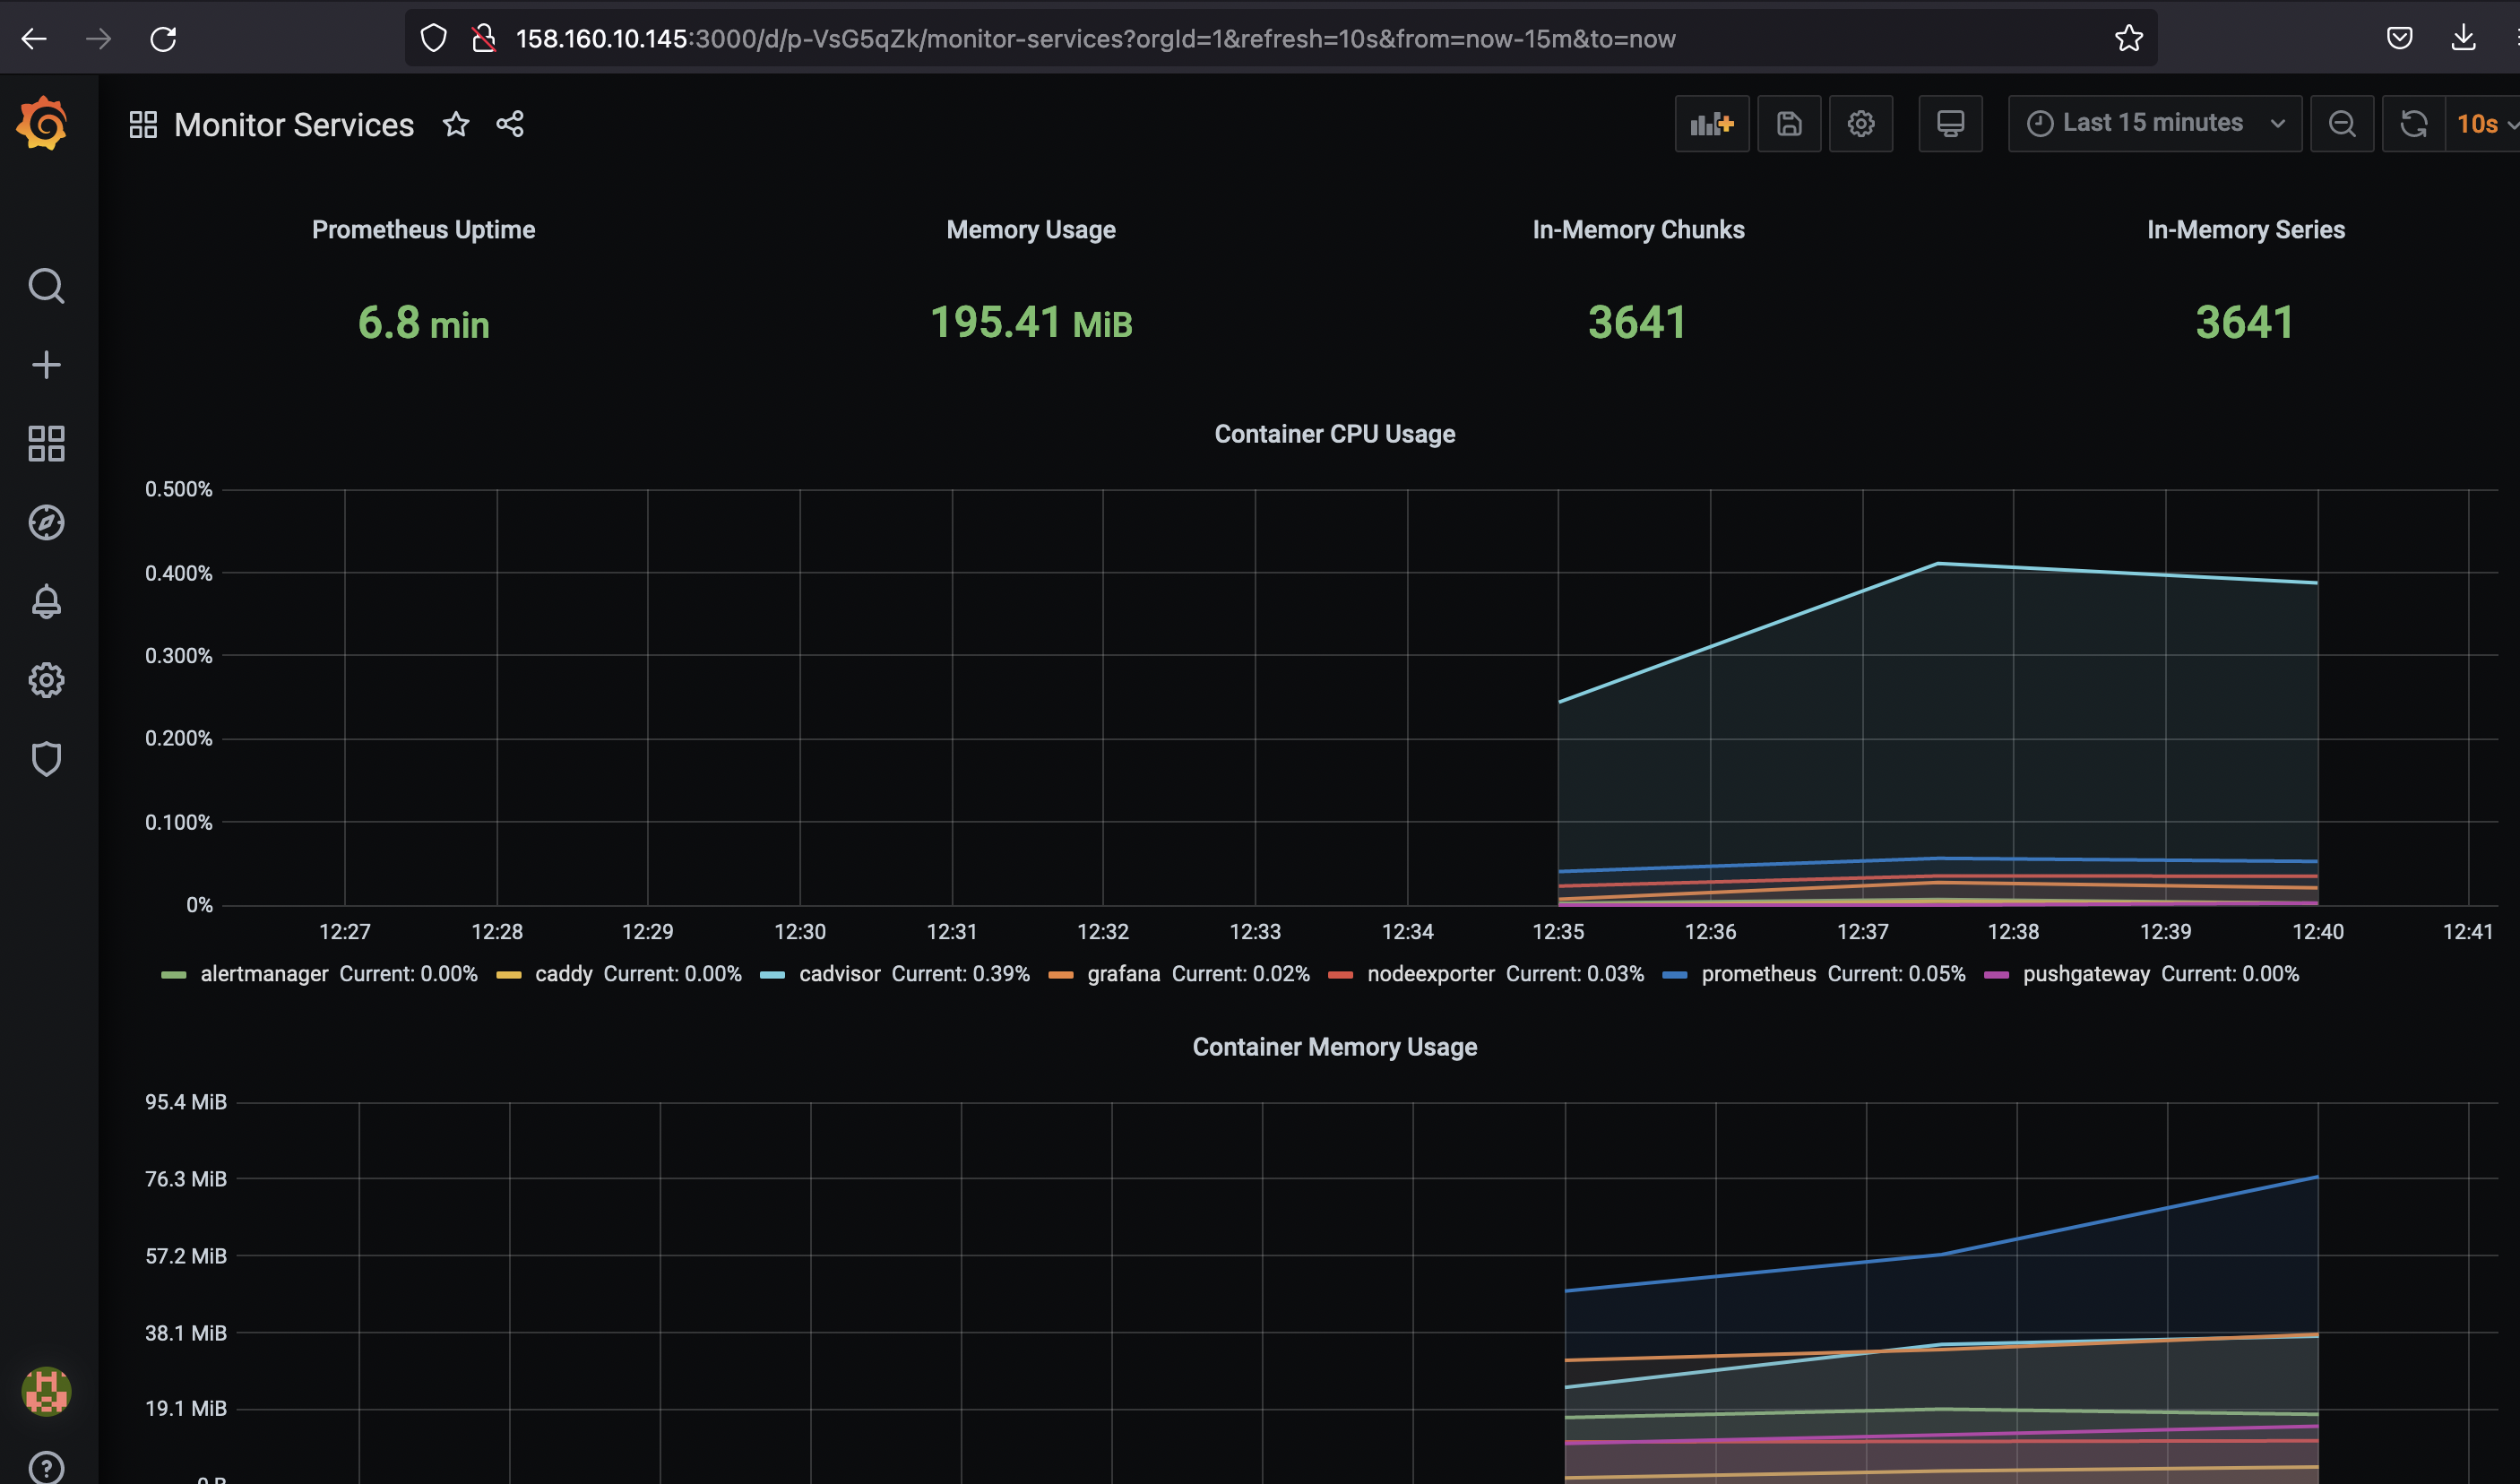 158.160.10.145:3000/d/p-VsG5qZk/monitor-services?orgId=1&refresh=10s&from=now-15m&to=now
Monitor Services
Last 15 minutes
10s
Prometheus Uptime
Memory Usage
In-Memory Chunks
In-Memory Series
6.8 min
195.41 MiB
3641
3641
Container CPU Usage
0.500%
0.400%
0.300%
0.200%
0.100%
0%
12:27 12:28 12:29 12:30 12:31 12:32 12:33 12:34 12:35 12:36 12:37 12:38 12:39 12:40 12:41
alertmanager Current: 0.00% caddy Current: 0.00% cadvisor Current: 0.39% grafana Current: 0.02% nodeexporter Current: 0.03% prometheus Current: 0.05% pushgateway Current: 0.00%
Container Memory Usage
95.4 MiB
76.3 MiB
57.2 MiB
38.1 MiB
19.1 MiB